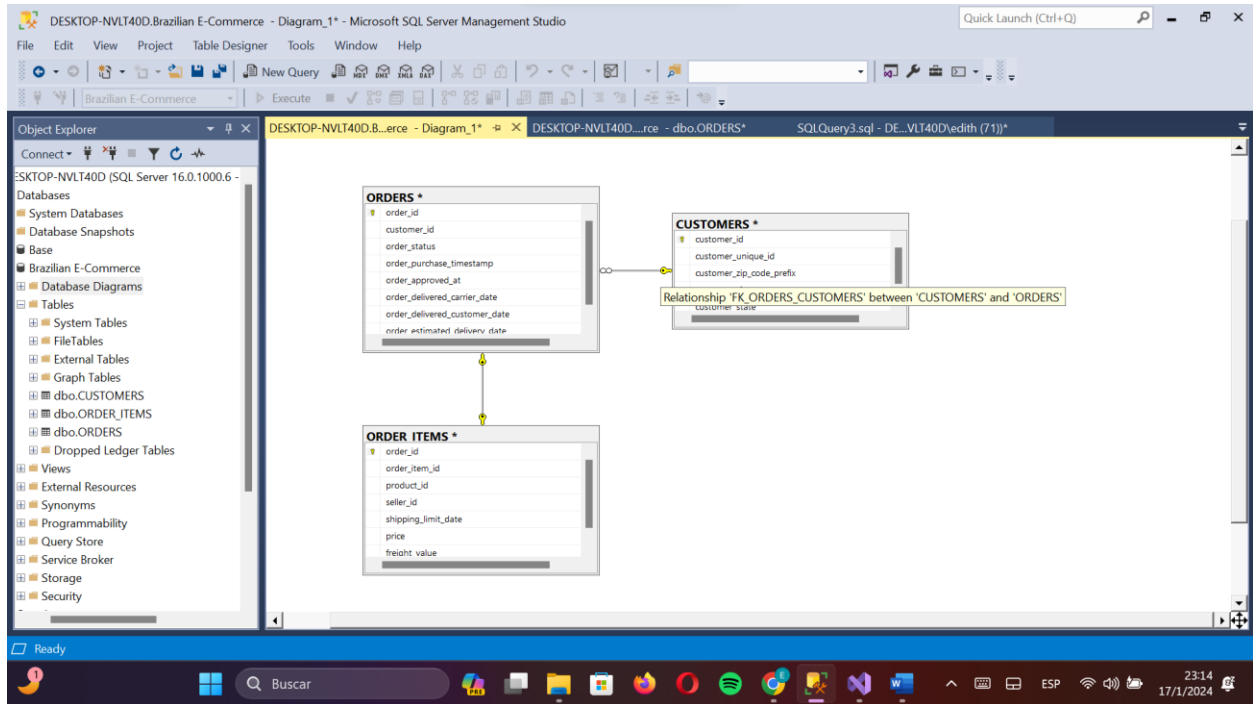 DESKTOP-NVLT40D.Brazilian E-Commerce - Diagram_1* - Microsoft SQL Server Management Studio
Quick Launch (Ctrl+Q)
File Edit View Project Table Designer Tools Window Help
New Query MDX DMX XMLA DAX
Brazilian E-Commerce Execute
Object Explorer
DESKTOP-NVLT40D.B...erce - Diagram_1* DESKTOP-NVLT40D....rce - dbo.ORDERS* SQLQuery3.sql - DE...VLT40D\edith (71))*
Connect
ESKTOP-NVLT40D (SQL Server 16.0.1000.6 -
Databases
System Databases
Database Snapshots
Base
Brazilian E-Commerce
Database Diagrams
Tables
System Tables
FileTables
External Tables
Graph Tables
dbo.CUSTOMERS
dbo.ORDER_ITEMS
dbo.ORDERS
Dropped Ledger Tables
Views
External Resources
Synonyms
Programmability
Query Store
Service Broker
Storage
Security
ORDERS *
order_id
customer_id
order_status
order_purchase_timestamp
order_approved_at
order_delivered_carrier_date
order_delivered_customer_date
order_estimated_delivery_date
CUSTOMERS *
customer_id
customer_unique_id
customer_zip_code_prefix
Relationship 'FK_ORDERS_CUSTOMERS' between 'CUSTOMERS' and 'ORDERS'
customer_state
ORDER_ITEMS *
order_id
order_item_id
product_id
seller_id
shipping_limit_date
price
freight_value
Ready
1
Buscar
PRE
ESP
23:14
17/1/2024